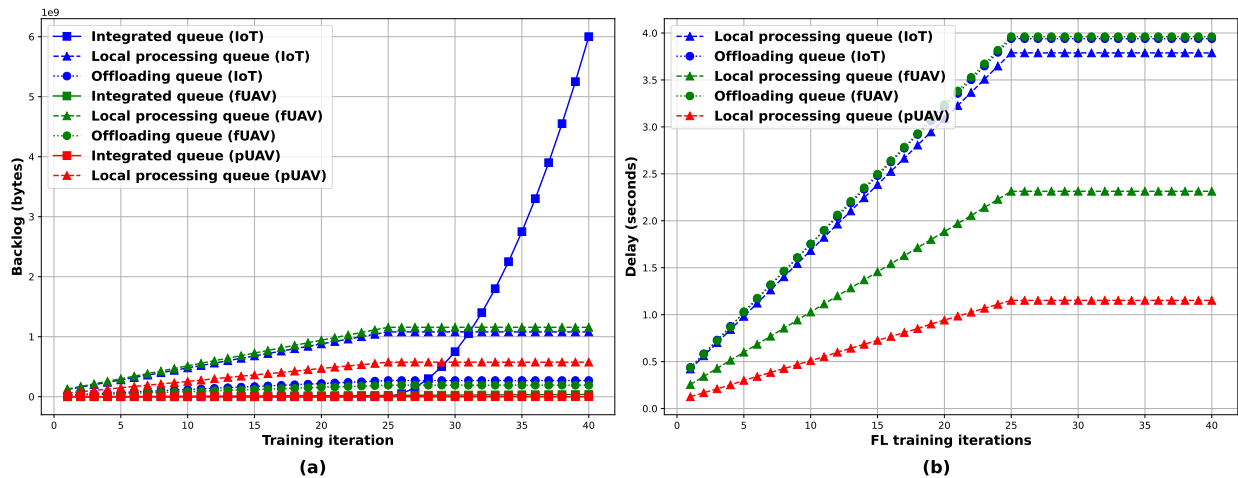 1e9
6
5
4
3
2
1
0
Backlog (bytes)
Integrated queue (IoT)
Local processing queue (IoT)
Offloading queue (IoT)
Integrated queue (fUAV)
Local processing queue (fUAV)
Offloading queue (fUAV)
Integrated queue (pUAV)
Local processing queue (pUAV)
0 5 10 15 20 25 30 35 40
Training iteration
(a)
4.0
3.5
3.0
2.5
2.0
1.5
1.0
0.5
0.0
Delay (seconds)
Local processing queue (IoT)
Offloading queue (IoT)
Local processing queue (fUAV)
Offloading queue (fUAV)
Local processing queue (pUAV)
0 5 10 15 20 25 30 35 40
FL training iterations
(b)